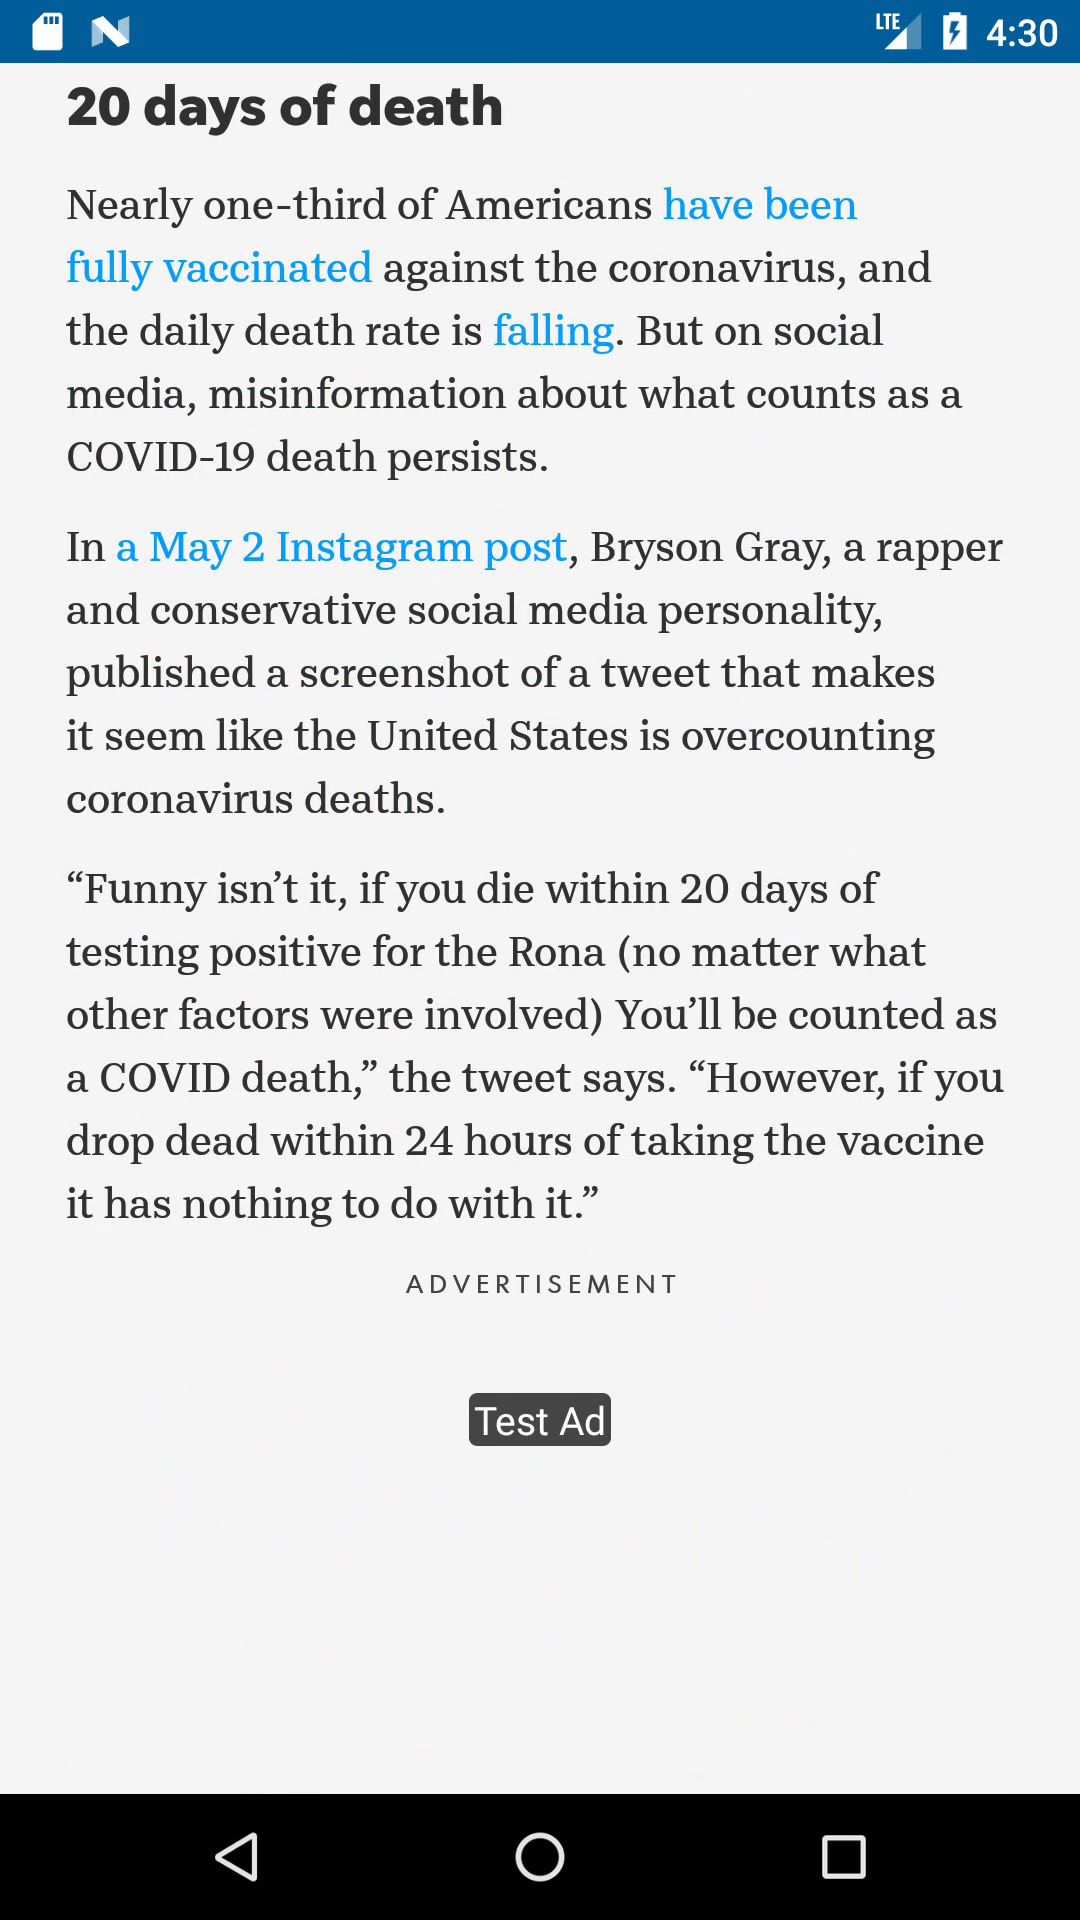 LTE 4:30
20 days of death
Nearly one-third of Americans have been
fully vaccinated against the coronavirus, and
the daily death rate is falling. But on social
media, misinformation about what counts as a
COVID-19 death persists.
In a May 2 Instagram post, Bryson Gray, a rapper
and conservative social media personality,
published a screenshot of a tweet that makes
it seem like the United States is overcounting
coronavirus deaths.
“Funny isn’t it, if you die within 20 days of
testing positive for the Rona (no matter what
other factors were involved) You’ll be counted as
a COVID death,” the tweet says. “However, if you
drop dead within 24 hours of taking the vaccine
it has nothing to do with it.”
ADVERTISEMENT
Test Ad